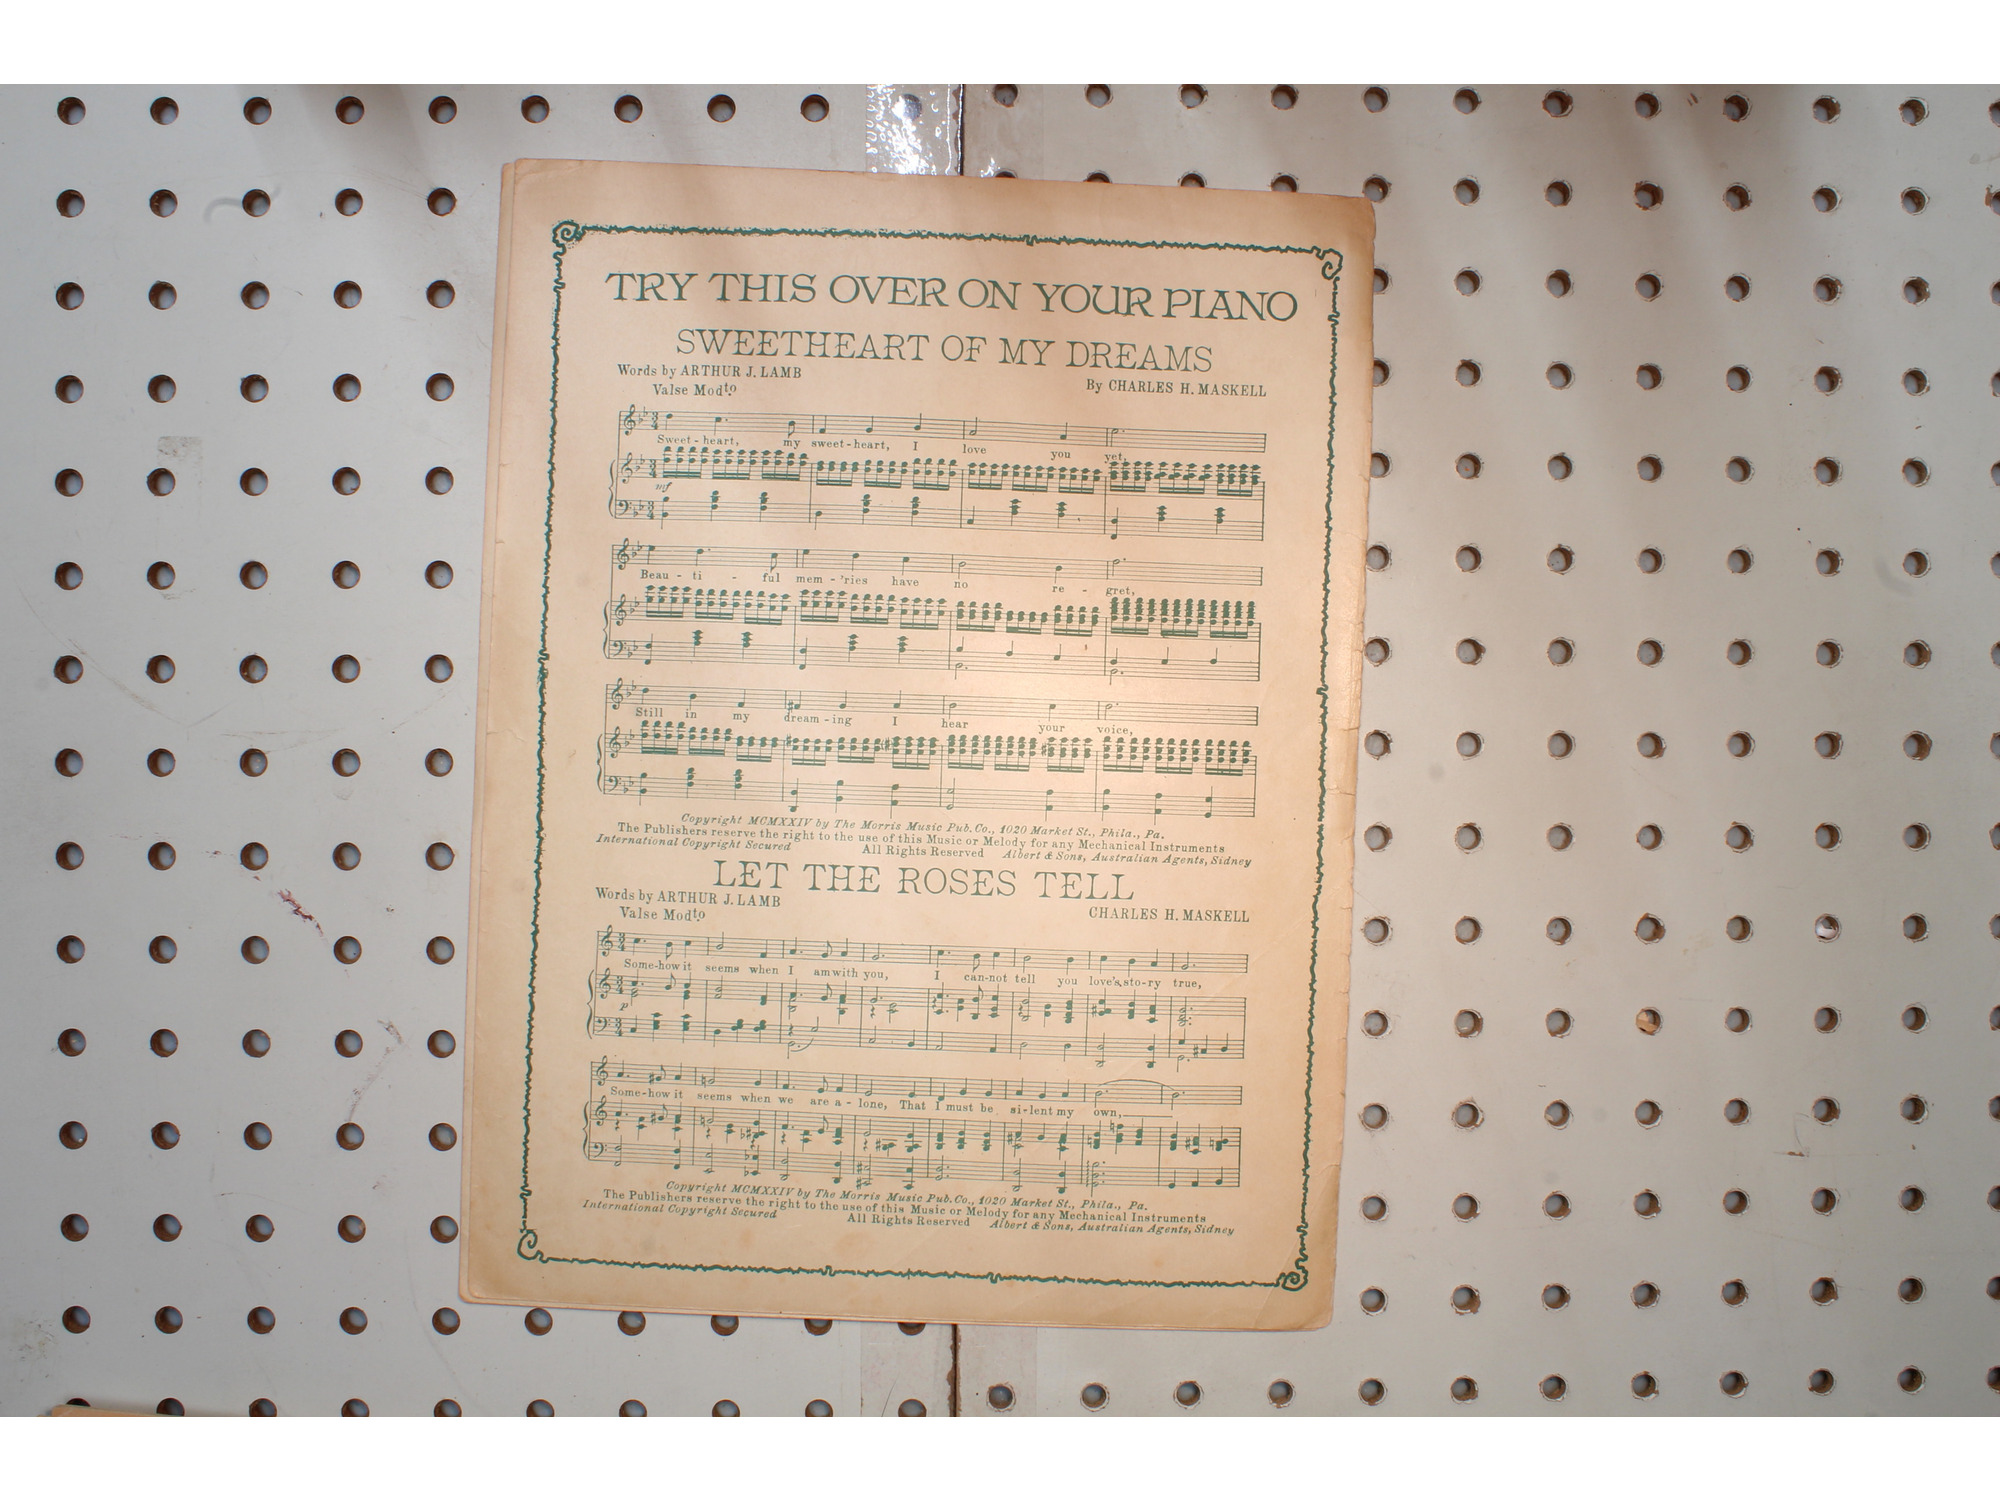 TRY THIS OVER ON YOUR PIANO
SWEETHEART OF MY DREAMS
Words by ARTHUR J. LAMB
Valse Modto
By CHARLES H. MASKELL
Sweet - heart, my sweet - heart, I love you yet,
mf
Beau - ti - ful mem - 'ries have no re - gret,
Still in my dream - ing I hear your voice,
Copyright MCMXXIV by The Morris Music Pub. Co., 1020 Market St., Phila., Pa.
The Publishers reserve the right to the use of this Music or Melody for any Mechanical Instruments
International Copyright Secured All Rights Reserved Albert & Sons, Australian Agents, Sidney
LET THE ROSES TELL
Words by ARTHUR J. LAMB
Valse Modto
CHARLES H. MASKELL
Some-how it seems when I am with you, I can-not tell you love's sto-ry true,
p
Some-how it seems when we are a - lone, That I must be si-lent my own,
Copyright MCMXXIV by The Morris Music Pub. Co., 1020 Market St., Phila., Pa.
The Publishers reserve the right to the use of this Music or Melody for any Mechanical Instruments
International Copyright Secured All Rights Reserved Albert & Sons, Australian Agents, Sidney